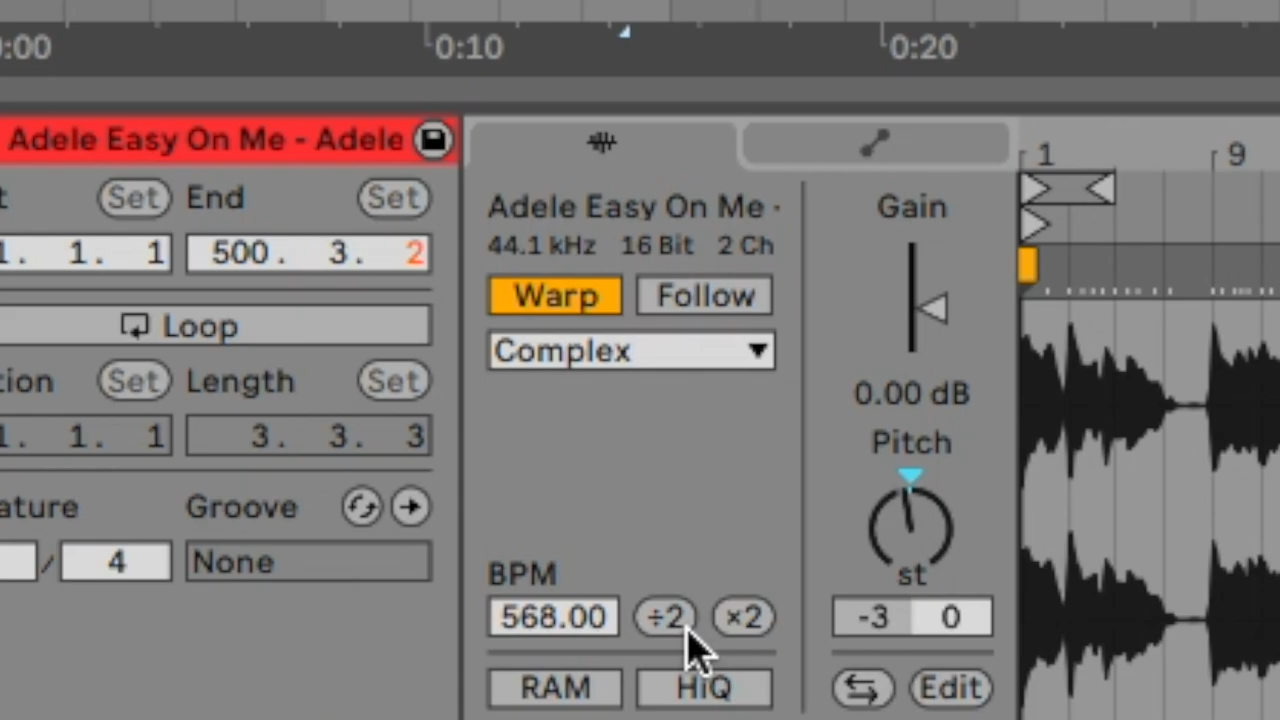 :00 0:10 0:20
Adele Easy On Me - Adele
1 9
t Set End Set
1. 1. 1 500. 3. 2
Loop
tion Set Length Set
1. 1. 1 3. 3. 3
ature Groove
/ 4 None
Adele Easy On Me -
44.1 kHz 16 Bit 2 Ch
Warp Follow
Complex
BPM
568.00 ÷2 ×2
RAM HiQ
Gain
0.00 dB
Pitch
st
-3 0
Edit